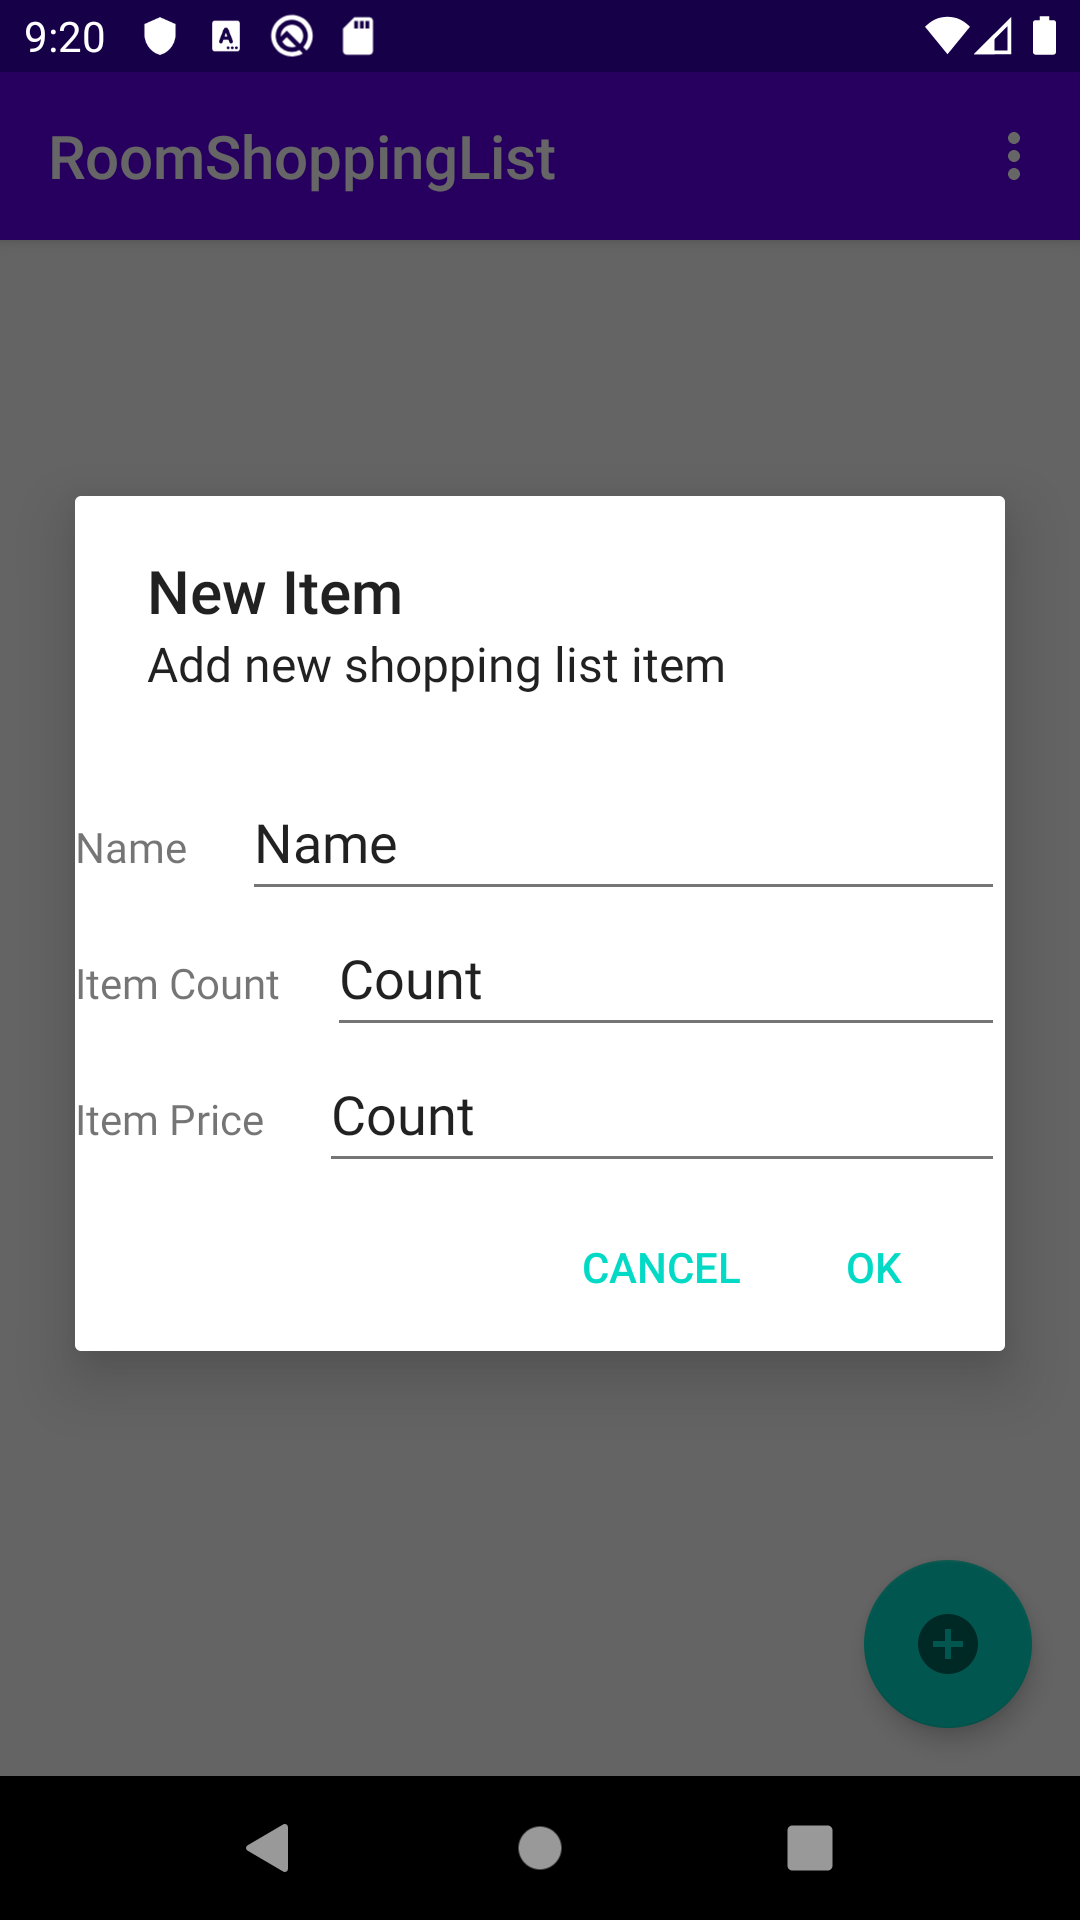 9:20
RoomShoppingList
New Item
Add new shopping list item
Name Name
Item Count Count
Item Price Count
CANCEL OK